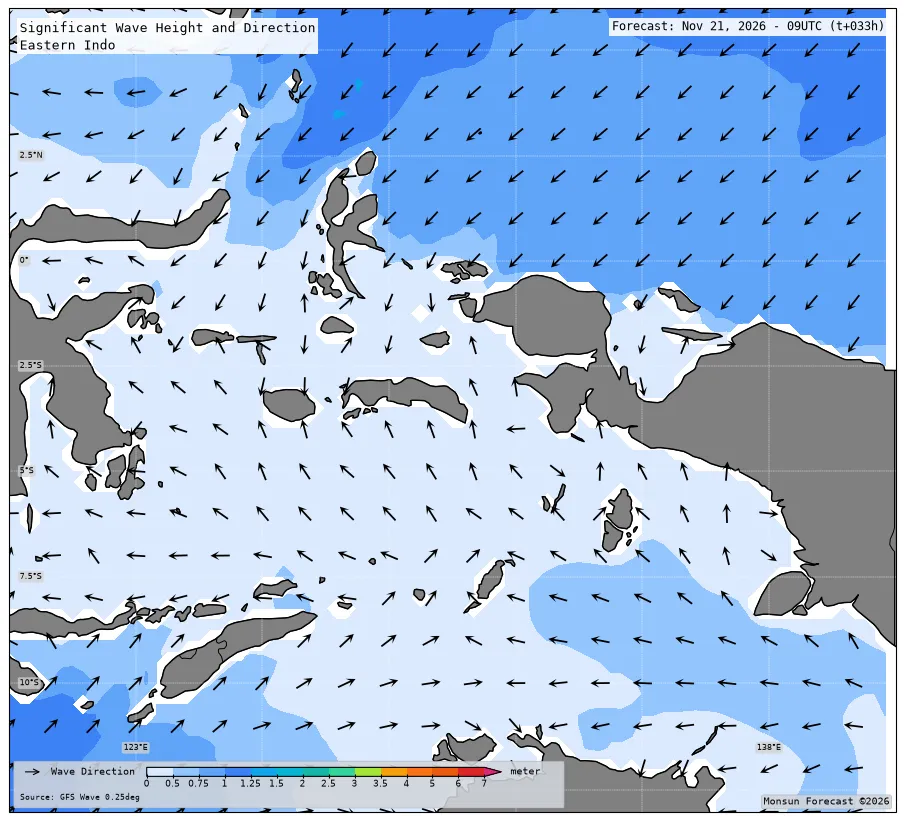 Significant Wave Height and Direction
Eastern Indo
Forecast: Nov 21, 2026 - 09UTC (t+033h)
2.5°N
0°
2.5°S
5°S
7.5°S
10°S
123°E
138°E
Wave Direction
meter
0 0.5 0.75 1 1.25 1.5 2 2.5 3 3.5 4 5 6 7
Source: GFS Wave 0.25deg
Monsun Forecast ©2026